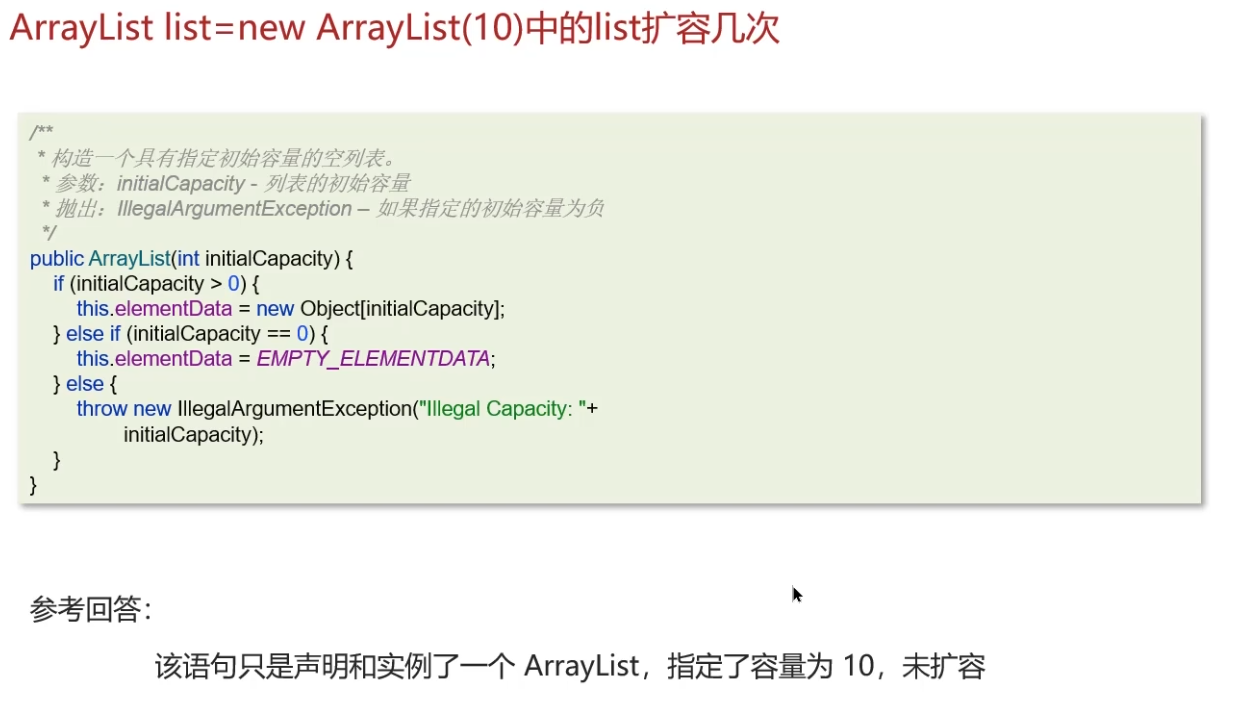 ArrayList list=new ArrayList(10)中的list扩容几次
/**
* 构造一个具有指定初始容量的空列表。
* 参数：initialCapacity - 列表的初始容量
* 抛出：IllegalArgumentException – 如果指定的初始容量为负
*/
public ArrayList(int initialCapacity) {
if (initialCapacity > 0) {
this.elementData = new Object[initialCapacity];
} else if (initialCapacity == 0) {
this.elementData = EMPTY_ELEMENTDATA;
} else {
throw new IllegalArgumentException("Illegal Capacity: "+
initialCapacity);
}
}
参考回答：
该语句只是声明和实例了一个 ArrayList，指定了容量为 10，未扩容